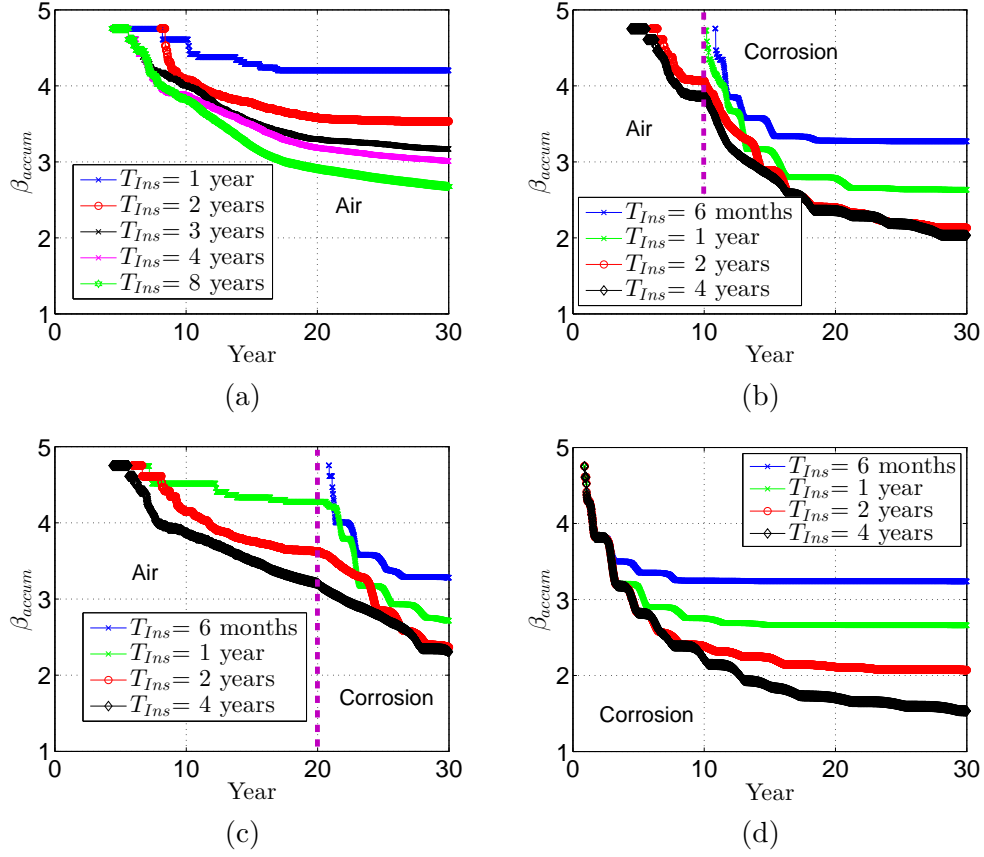 5
4
3
2
1
β_accum
T_Ins= 1 year
T_Ins= 2 years
T_Ins= 3 years
T_Ins= 4 years
T_Ins= 8 years
Air
0 10 20 30
Year
(a)
5
4
3
2
1
β_accum
Corrosion
Air
T_Ins= 6 months
T_Ins= 1 year
T_Ins= 2 years
T_Ins= 4 years
0 10 20 30
Year
(b)
5
4
3
2
1
β_accum
Air
T_Ins= 6 months
T_Ins= 1 year
T_Ins= 2 years
T_Ins= 4 years
Corrosion
0 10 20 30
Year
(c)
5
4
3
2
1
β_accum
T_Ins= 6 months
T_Ins= 1 year
T_Ins= 2 years
T_Ins= 4 years
Corrosion
0 10 20 30
Year
(d)